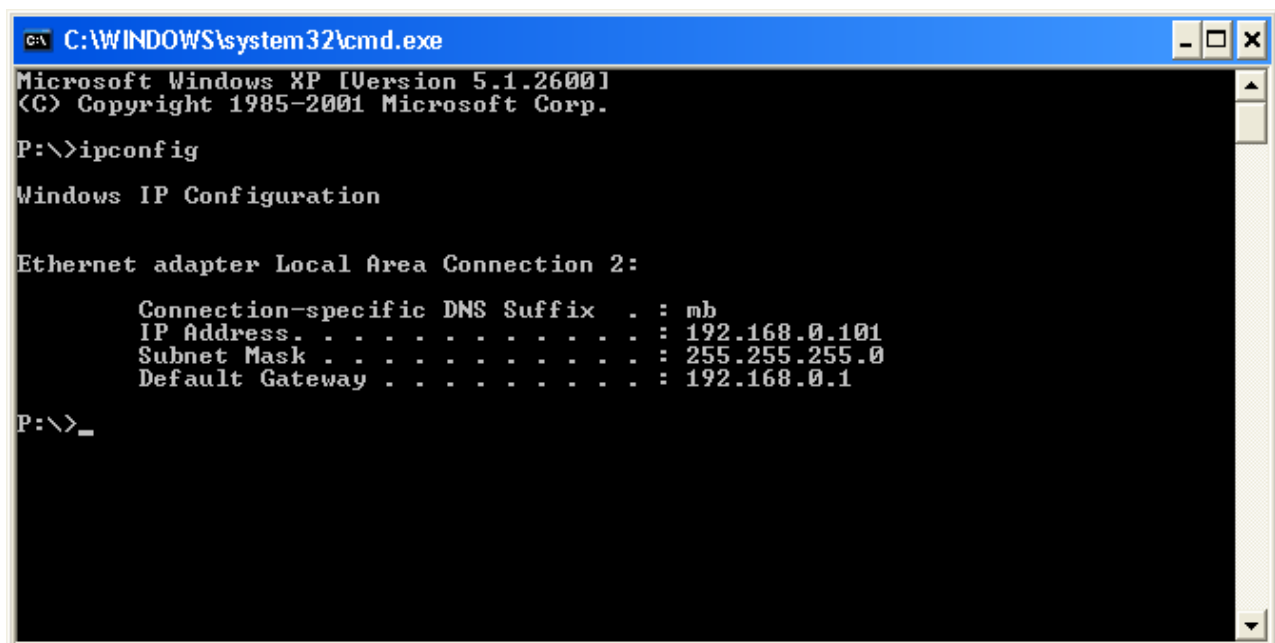 C:\WINDOWS\system32\cmd.exe
Microsoft Windows XP [Version 5.1.2600]
(C) Copyright 1985-2001 Microsoft Corp.
P:\>ipconfig
Windows IP Configuration
Ethernet adapter Local Area Connection 2:
Connection-specific DNS Suffix  . : mb
IP Address. . . . . . . . . . . . : 192.168.0.101
Subnet Mask . . . . . . . . . . . : 255.255.255.0
Default Gateway . . . . . . . . . : 192.168.0.1
P:\>_